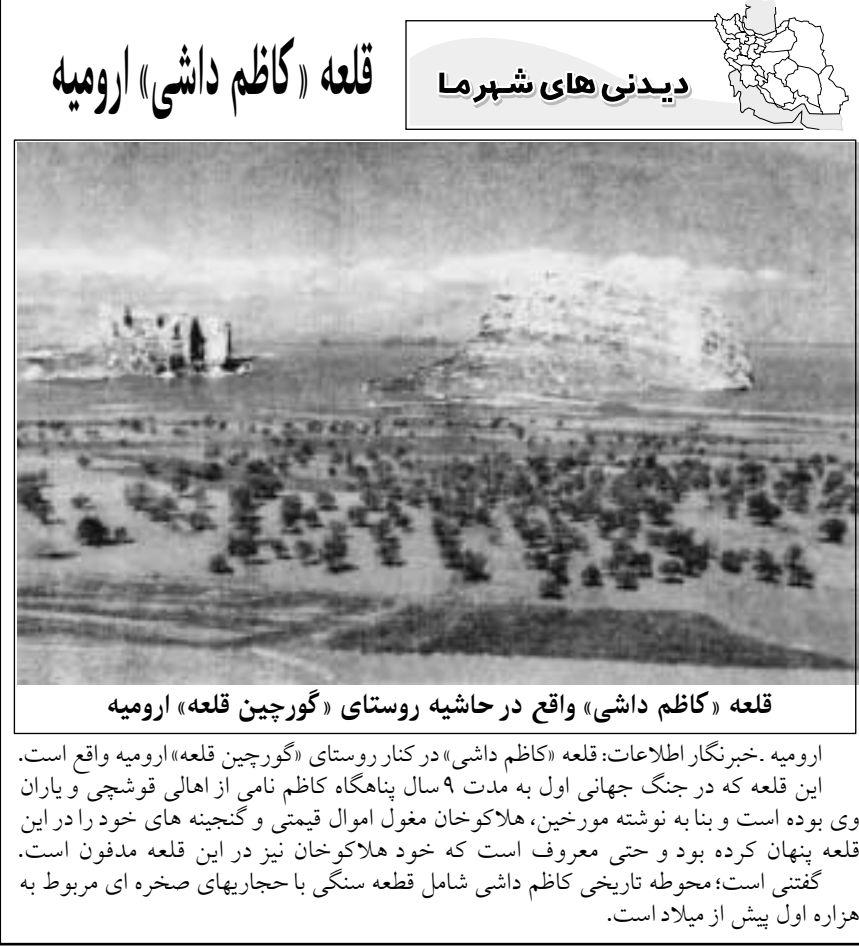 دیدنی های شهر ما
قلعه «کاظم داشی» ارومیه
قلعه «کاظم داشی» واقع در حاشیه روستای «گورچین قلعه» ارومیه
ارومیه ـ خبرنگار اطلاعات: قلعه «کاظم داشی» در کنار روستای «گورچین قلعه» ارومیه واقع است.
این قلعه که در جنگ جهانی اول به مدت ۹ سال پناهگاه کاظم نامی از اهالی قوشچی و یاران
وی بوده است و بنا به نوشته مورخین، هلاکوخان مغول اموال قیمتی و گنجینه های خود را در این
قلعه پنهان کرده بود و حتی معروف است که خود هلاکوخان نیز در این قلعه مدفون است.
گفتنی است؛ محوطه تاریخی کاظم داشی شامل قطعه سنگی با حجاریهای صخره ای مربوط به
هزاره اول پیش از میلاد است.